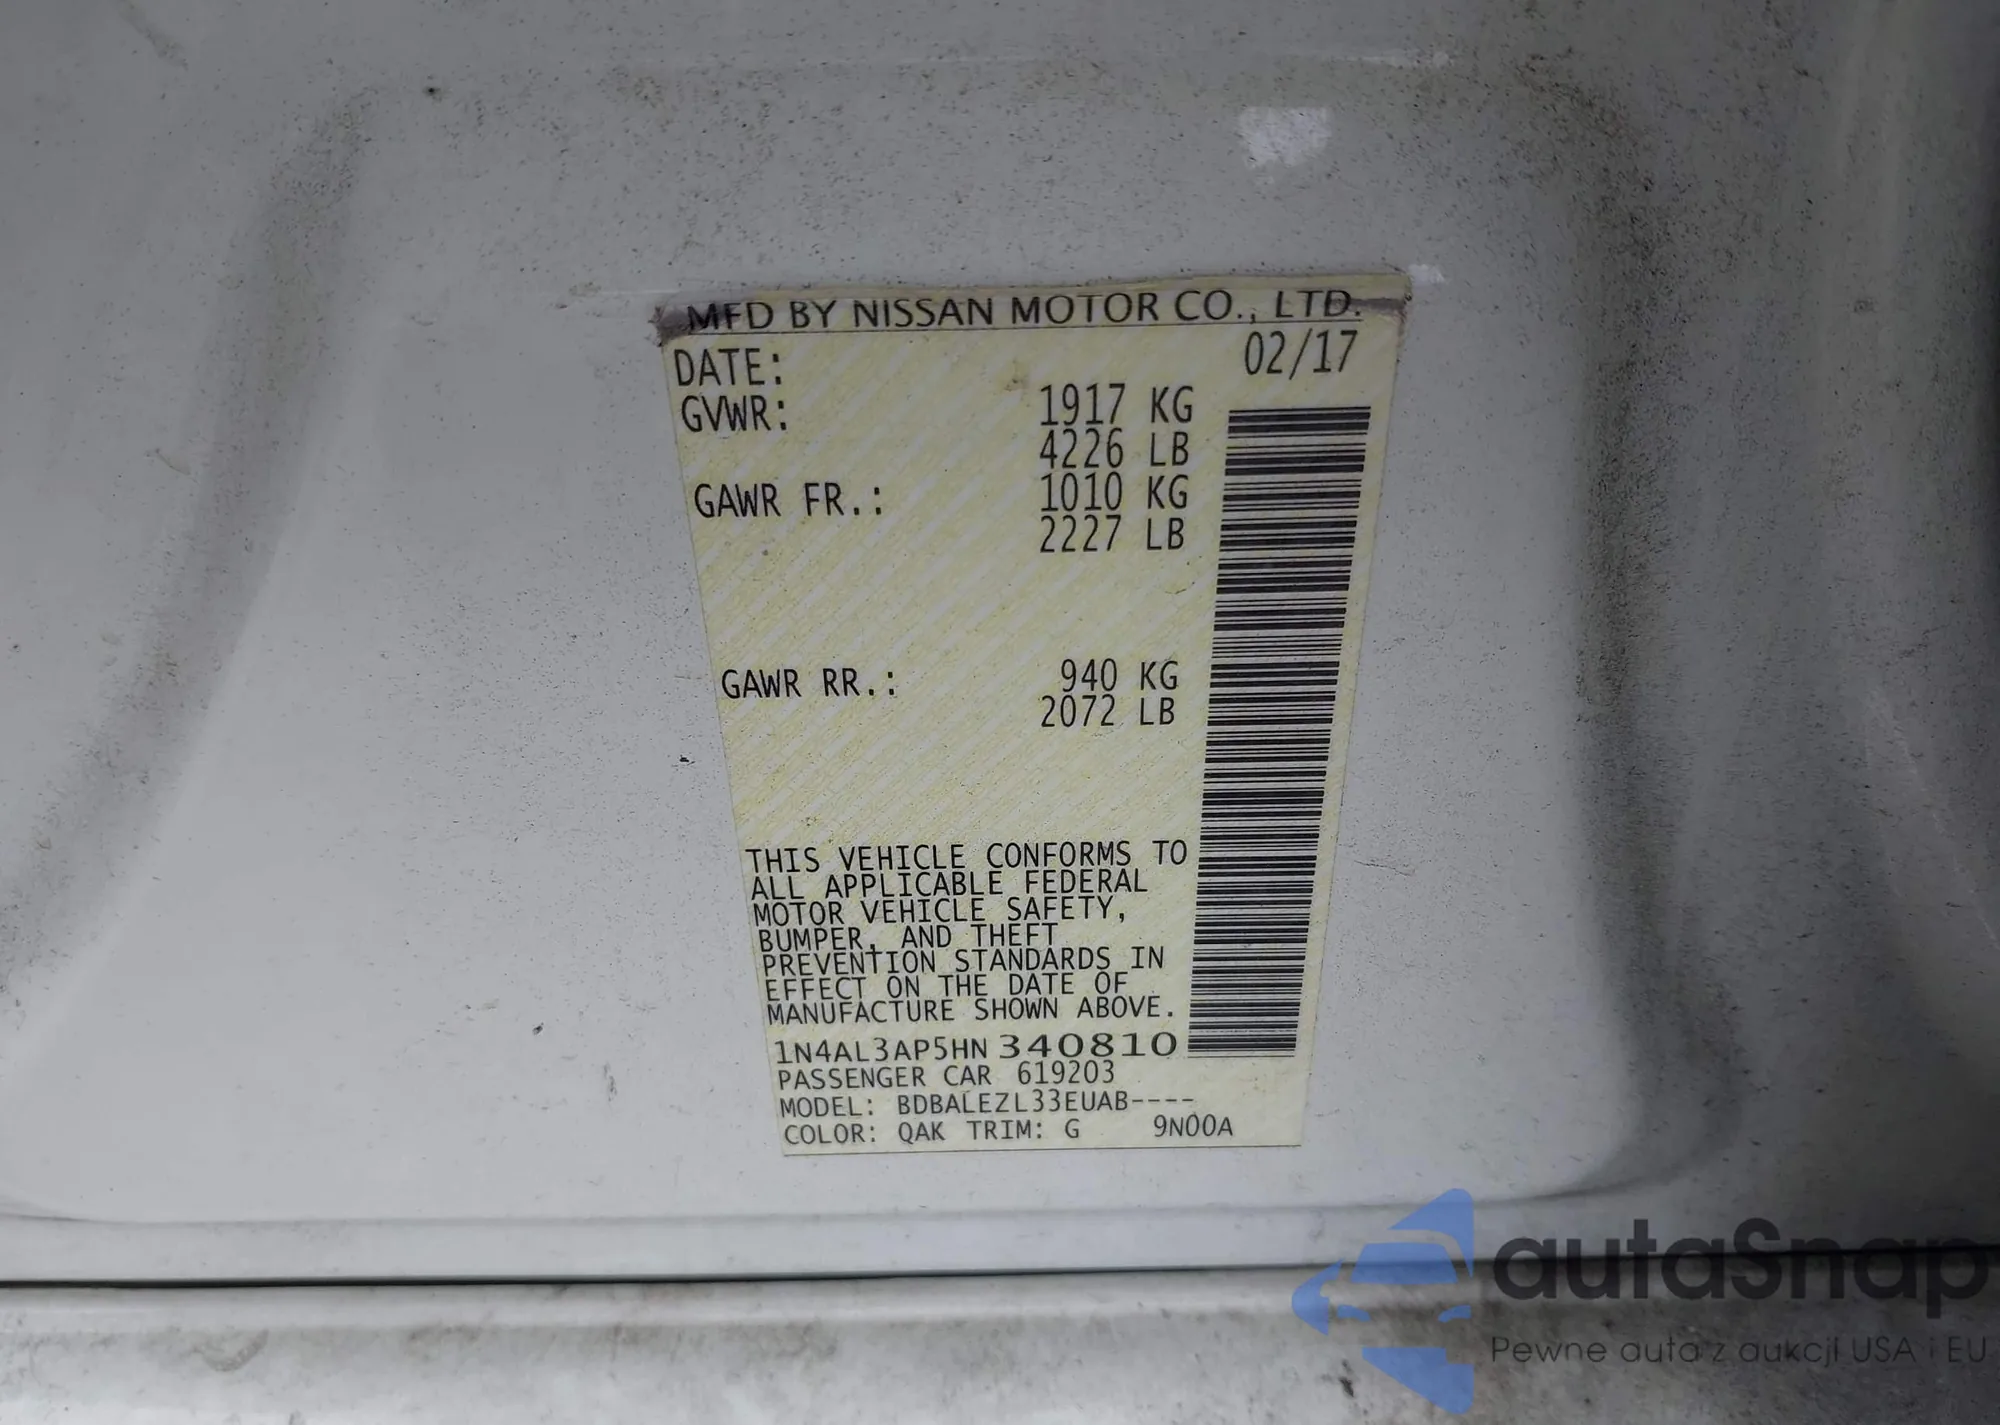 MFD BY NISSAN MOTOR CO., LTD.
DATE: 02/17
GVWR: 1917 KG
4226 LB
GAWR FR.: 1010 KG
2227 LB
GAWR RR.: 940 KG
2072 LB
THIS VEHICLE CONFORMS TO
ALL APPLICABLE FEDERAL
MOTOR VEHICLE SAFETY,
BUMPER, AND THEFT
PREVENTION STANDARDS IN
EFFECT ON THE DATE OF
MANUFACTURE SHOWN ABOVE.
1N4AL3AP5HN 340810
PASSENGER CAR 619203
MODEL: BDBALEZL33EUAB----
COLOR: QAK TRIM: G 9N00A
autaSnap
Pewne auta z aukcji USA i EU